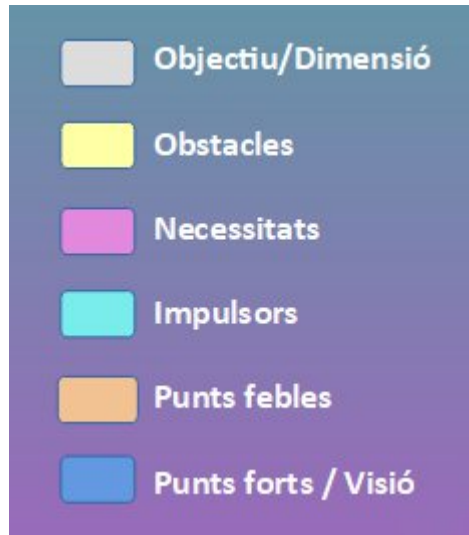 Objectiu/Dimensió
Obstacles
Necessitats
Impulsors
Punts febles
Punts forts / Visió